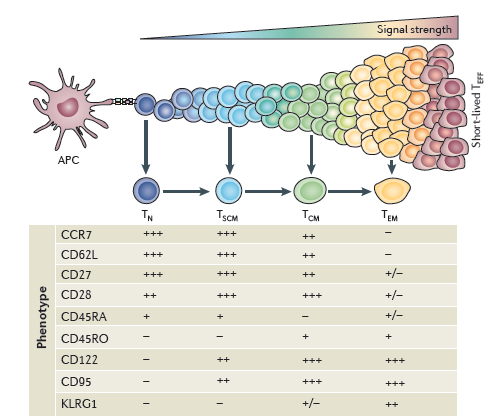 Signal strength
Short-lived TEFF
APC
TN TSCM TCM TEM
Phenotype
CCR7 +++ +++ ++ –
CD62L +++ +++ ++ –
CD27 +++ +++ ++ +/–
CD28 ++ +++ +++ +/–
CD45RA + + – +/–
CD45RO – – + +
CD122 – ++ +++ +++
CD95 – ++ +++ +++
KLRG1 – – +/– ++